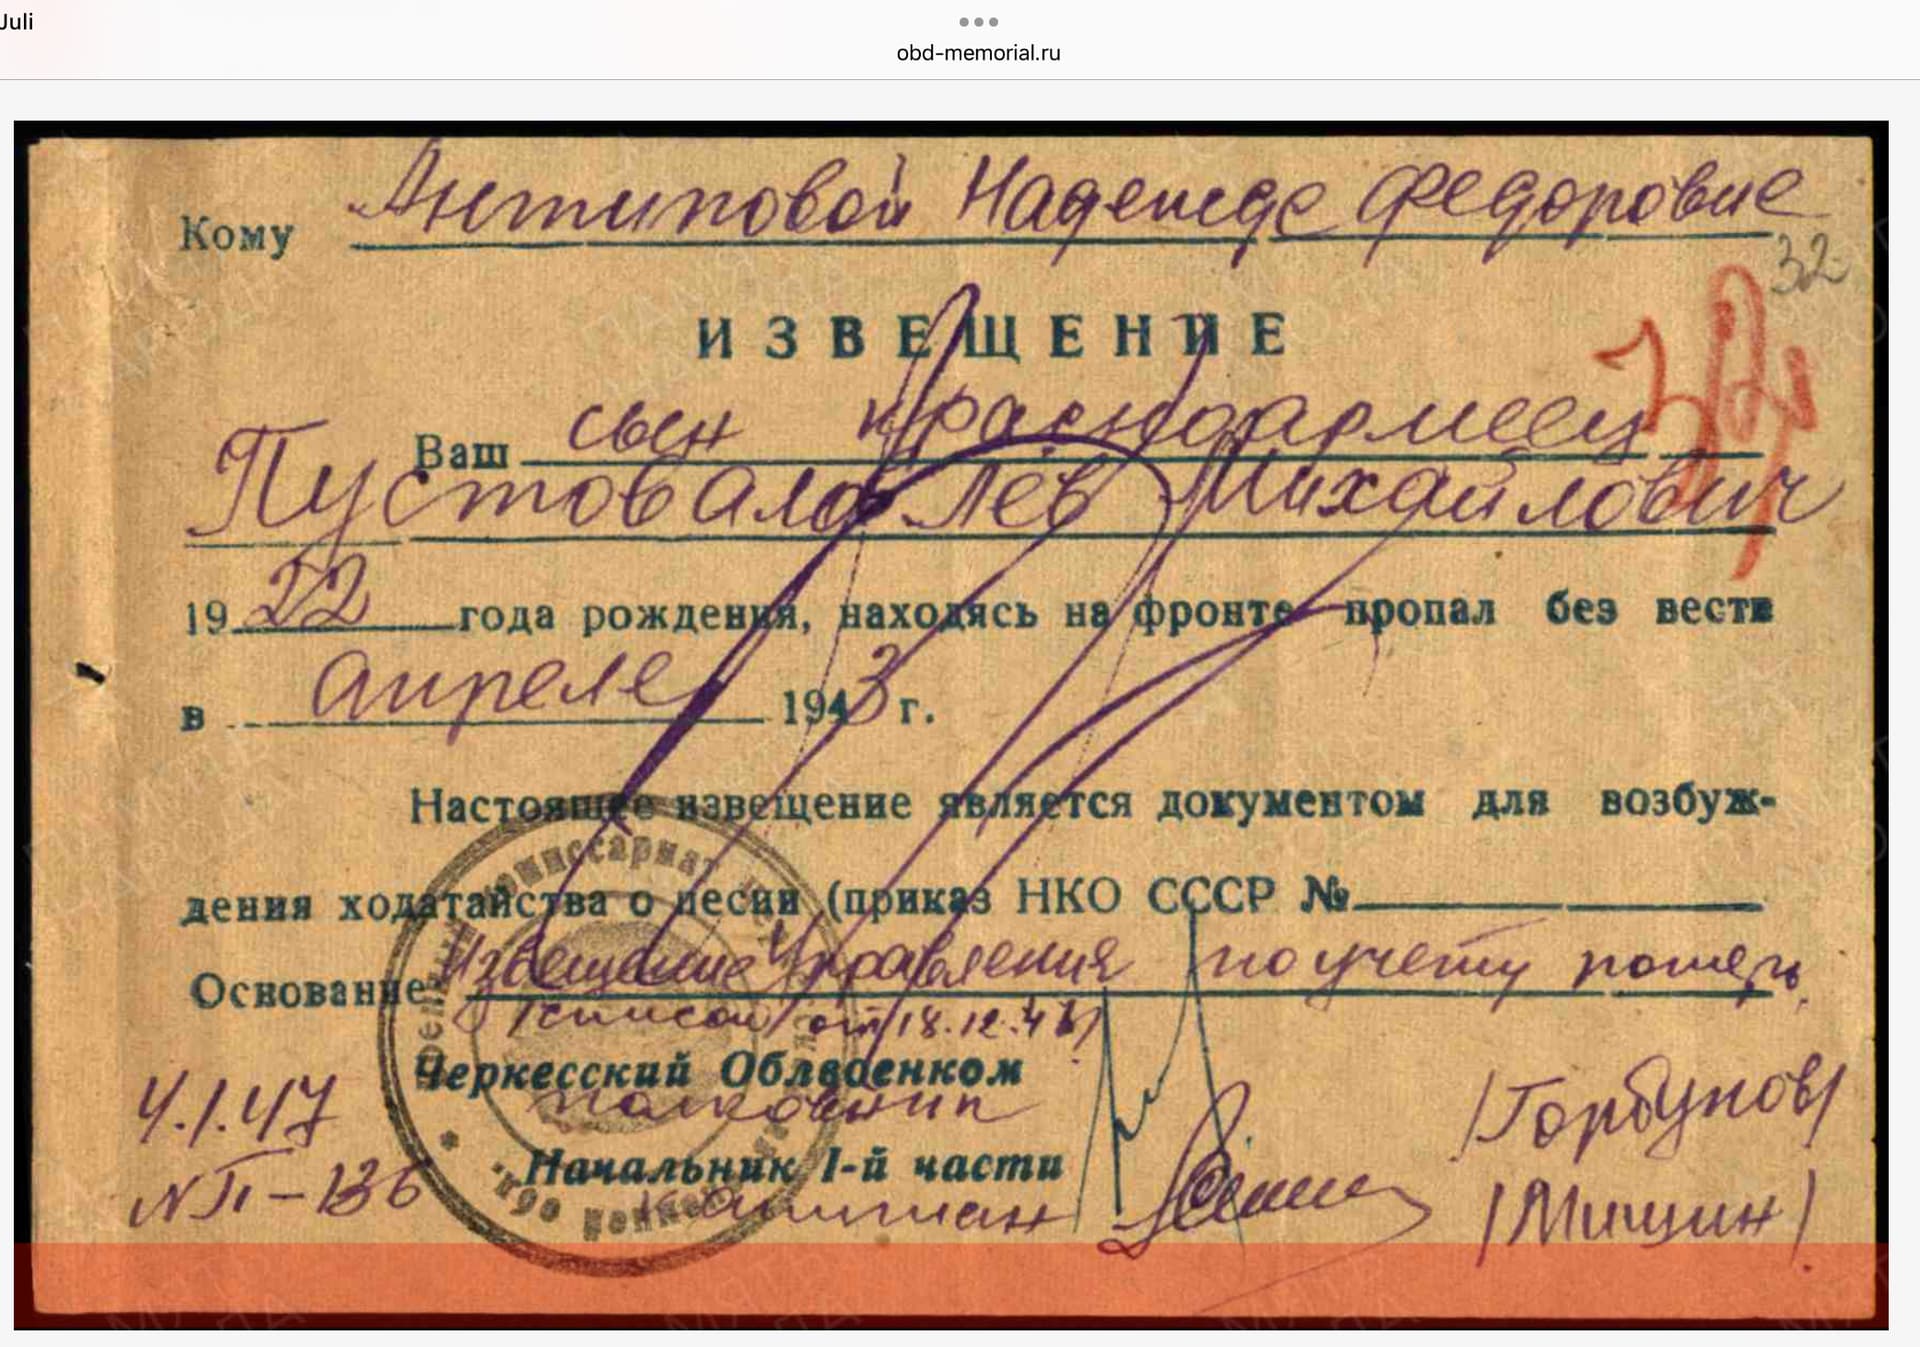 Juli
obd-memorial.ru
Кому Антиповой Надежде Федоровне
32
ИЗВЕЩЕНИЕ
Ваш сын красноармеец
Пустовалов Лев Михайлович
1922 года рождения, находясь на фронте пропал без вести
в апреле 1943 г.
Настоящее извещение является документом для возбуж-
дения ходатайства о песии (приказ НКО СССР №
Основание Извещение Управления по учету потерь
от 18.12.46
Черкесский Облвоенком
полковник /Горбунов/
4.1.47
Начальник 1-й части
№ П-136
капитан /Мишин/